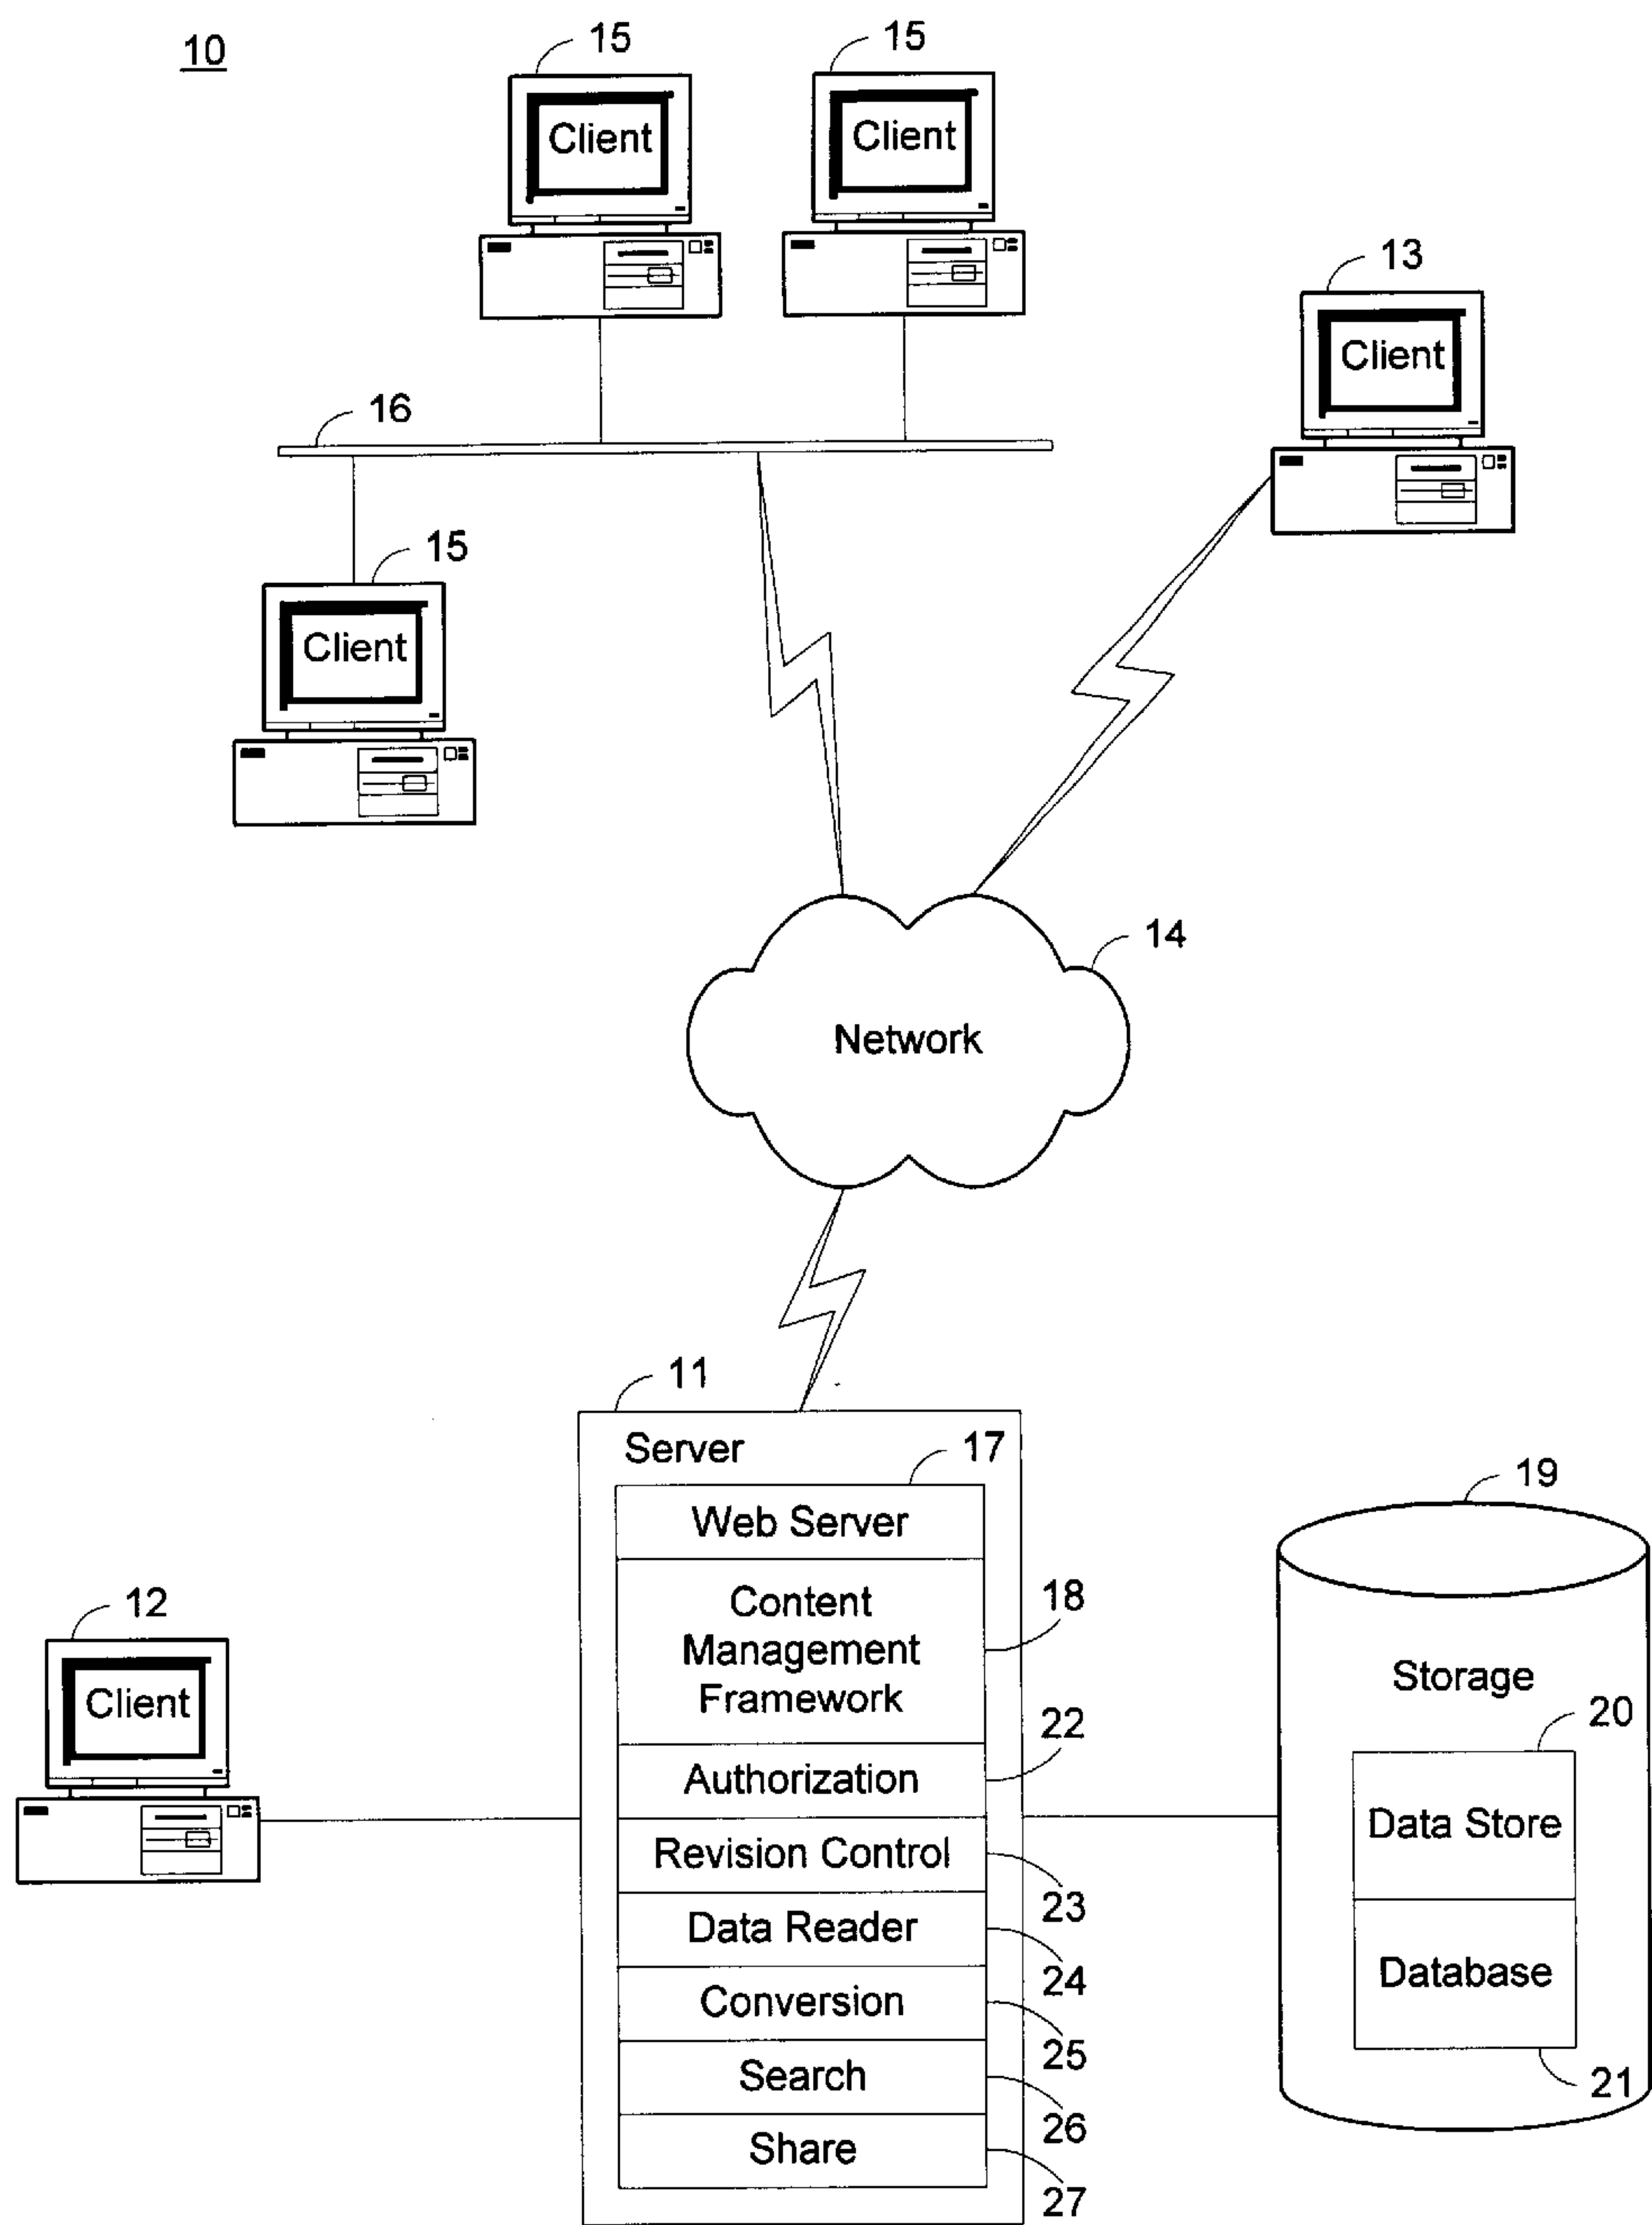 10
15
15
Client
Client
13
Client
16
15
Client
14
Network
11
Server
17
Web Server
Content
Management
Framework
18
Authorization
22
Revision Control
23
Data Reader
24
Conversion
25
Search
26
Share
27
12
Client
19
Storage
20
Data Store
Database
21